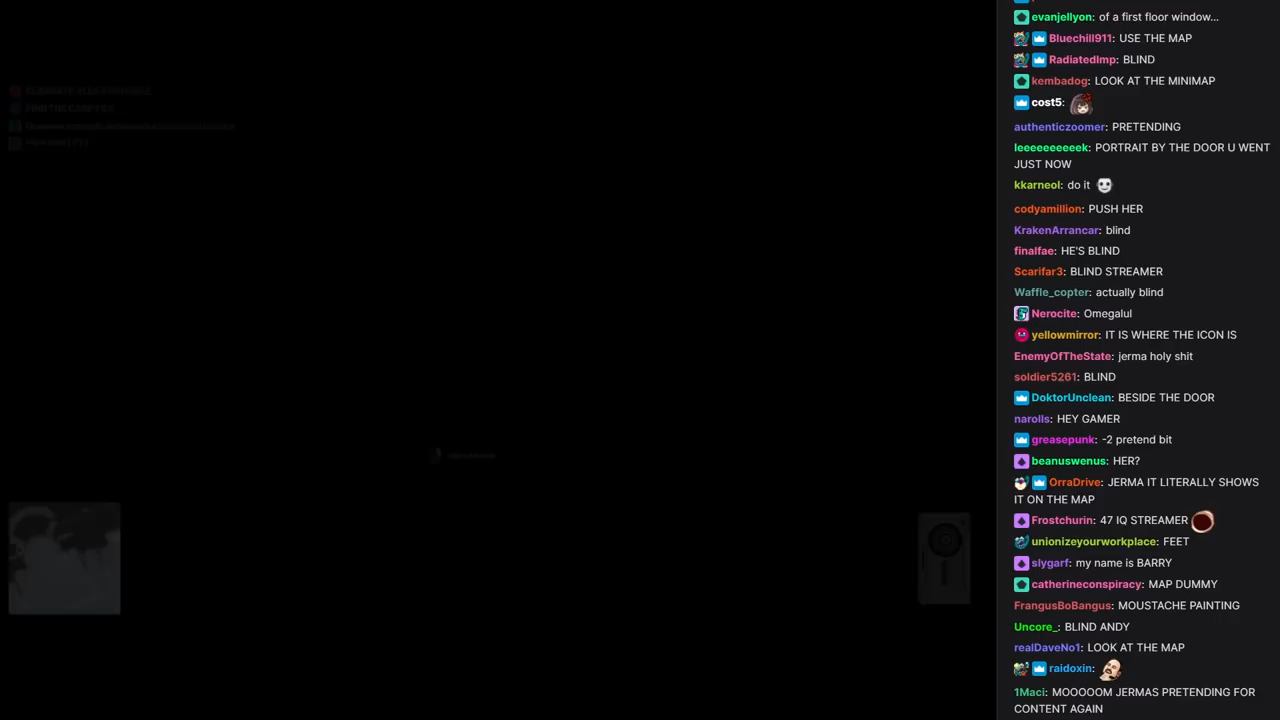 evanjellyon: of a first floor window...
Bluechill911: USE THE MAP
RadiatedImp: BLIND
kembadog: LOOK AT THE MINIMAP
cost5:
authenticzoomer: PRETENDING
leeeeeeeeeek: PORTRAIT BY THE DOOR U WENT
JUST NOW
kkarneol: do it
codyamillion: PUSH HER
KrakenArrancar: blind
finalfae: HE'S BLIND
Scarifar3: BLIND STREAMER
Waffle_copter: actually blind
Nerocite: Omegalul
yellowmirror: IT IS WHERE THE ICON IS
EnemyOfTheState: jerma holy shit
soldier5261: BLIND
DoktorUnclean: BESIDE THE DOOR
narolls: HEY GAMER
greasepunk: -2 pretend bit
beanuswenus: HER?
OrraDrive: JERMA IT LITERALLY SHOWS
IT ON THE MAP
Frostchurin: 47 IQ STREAMER
unionizeyourworkplace: FEET
slygarf: my name is BARRY
catherineconspiracy: MAP DUMMY
FrangusBoBangus: MOUSTACHE PAINTING
Uncore_: BLIND ANDY
realDaveNo1: LOOK AT THE MAP
raidoxin:
1Maci: MOOOOOM JERMAS PRETENDING FOR
CONTENT AGAIN